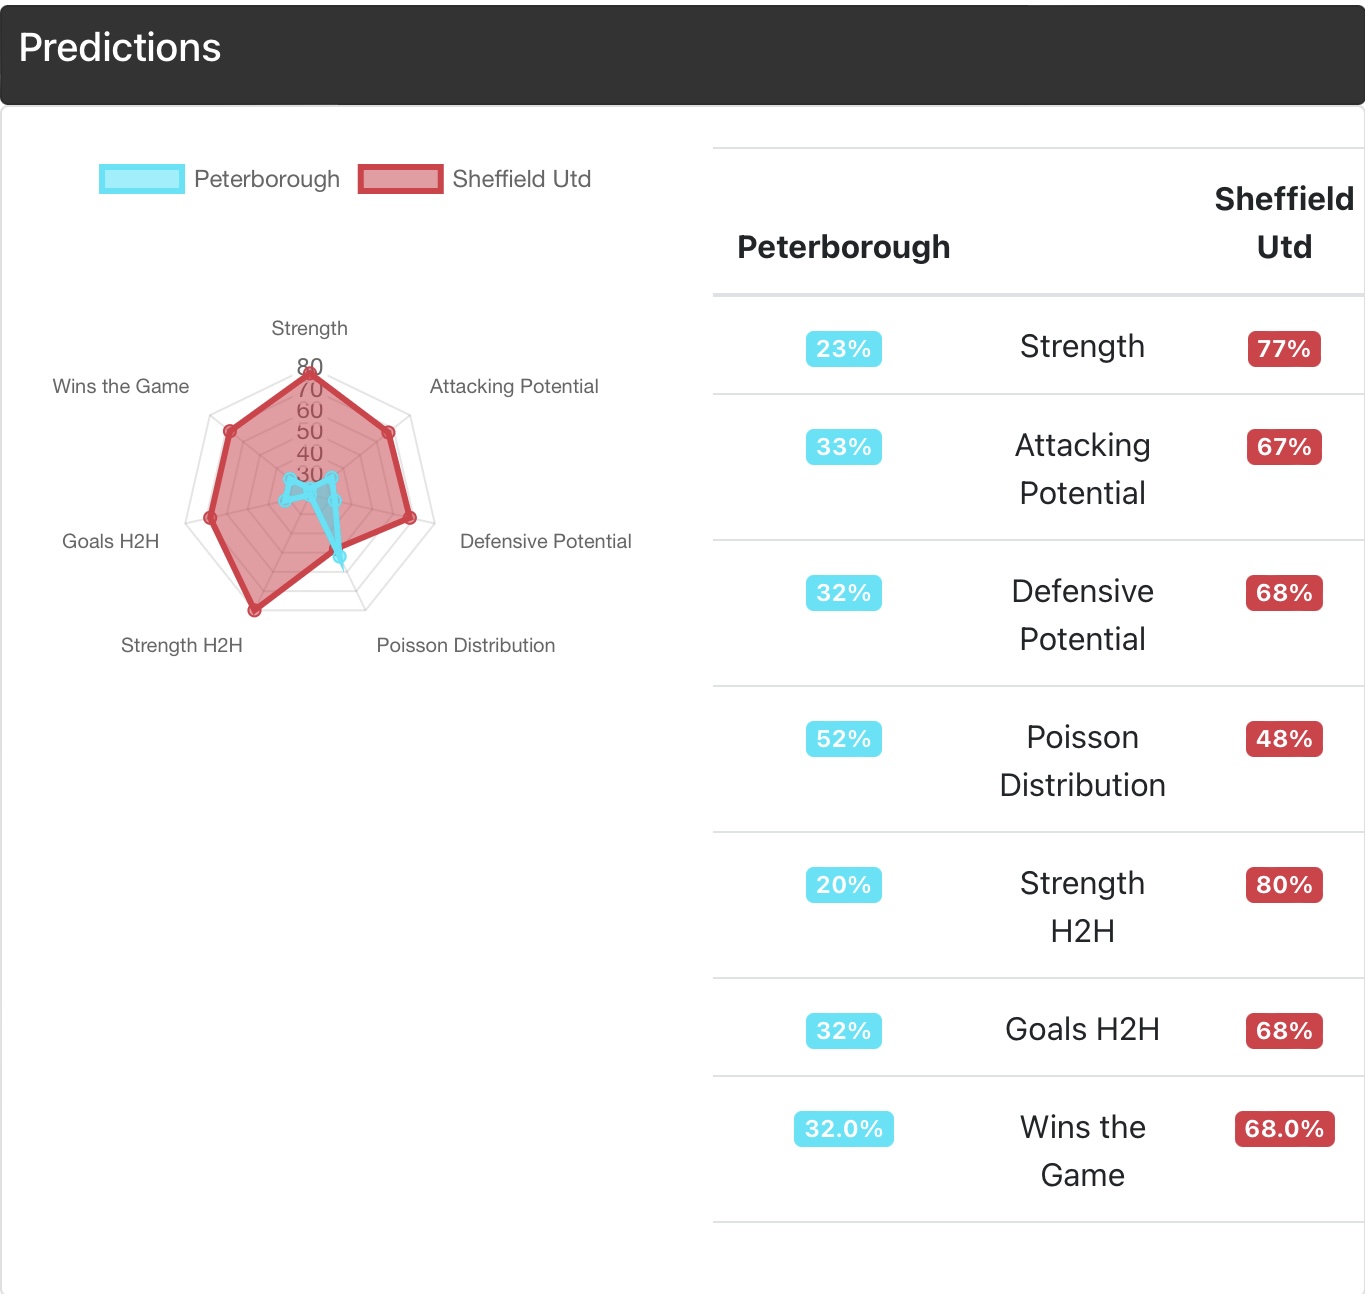 Predictions
Peterborough
Sheffield Utd
Strength
80
70
60
50
40
30
Wins the Game
Attacking Potential
Goals H2H
Defensive Potential
Strength H2H
Poisson Distribution
Peterborough
Sheffield
Utd
23%
Strength
77%
33%
Attacking
Potential
67%
32%
Defensive
Potential
68%
52%
Poisson
Distribution
48%
20%
Strength
H2H
80%
32%
Goals H2H
68%
32.0%
Wins the
Game
68.0%